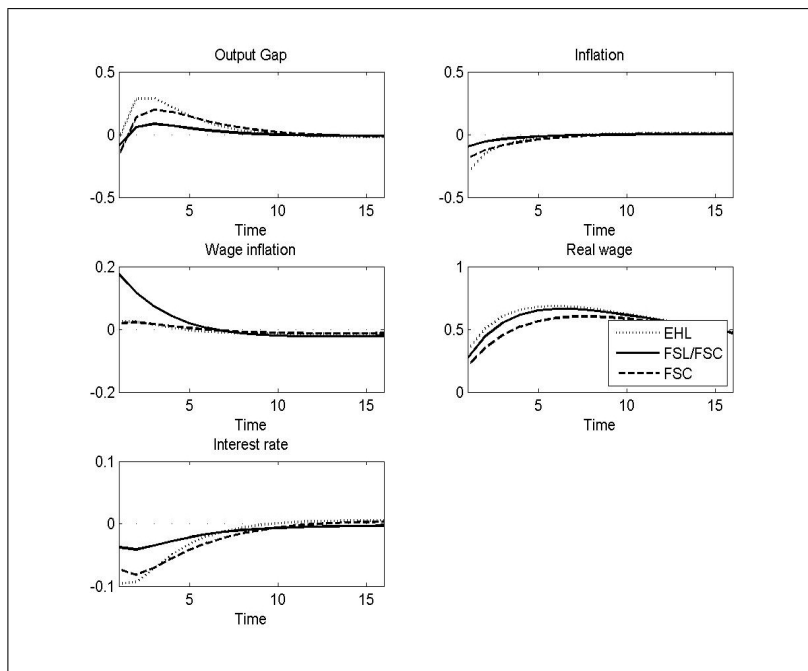 Output Gap
0.5
0
-0.5
5
10
15
Time
Inflation
0.5
0
-0.5
5
10
15
Time
Wage inflation
0.2
0
-0.2
5
10
15
Time
Real wage
1
0.5
0
5
10
15
Time
EHL
FSL/FSC
FSC
Interest rate
0.1
0
-0.1
5
10
15
Time